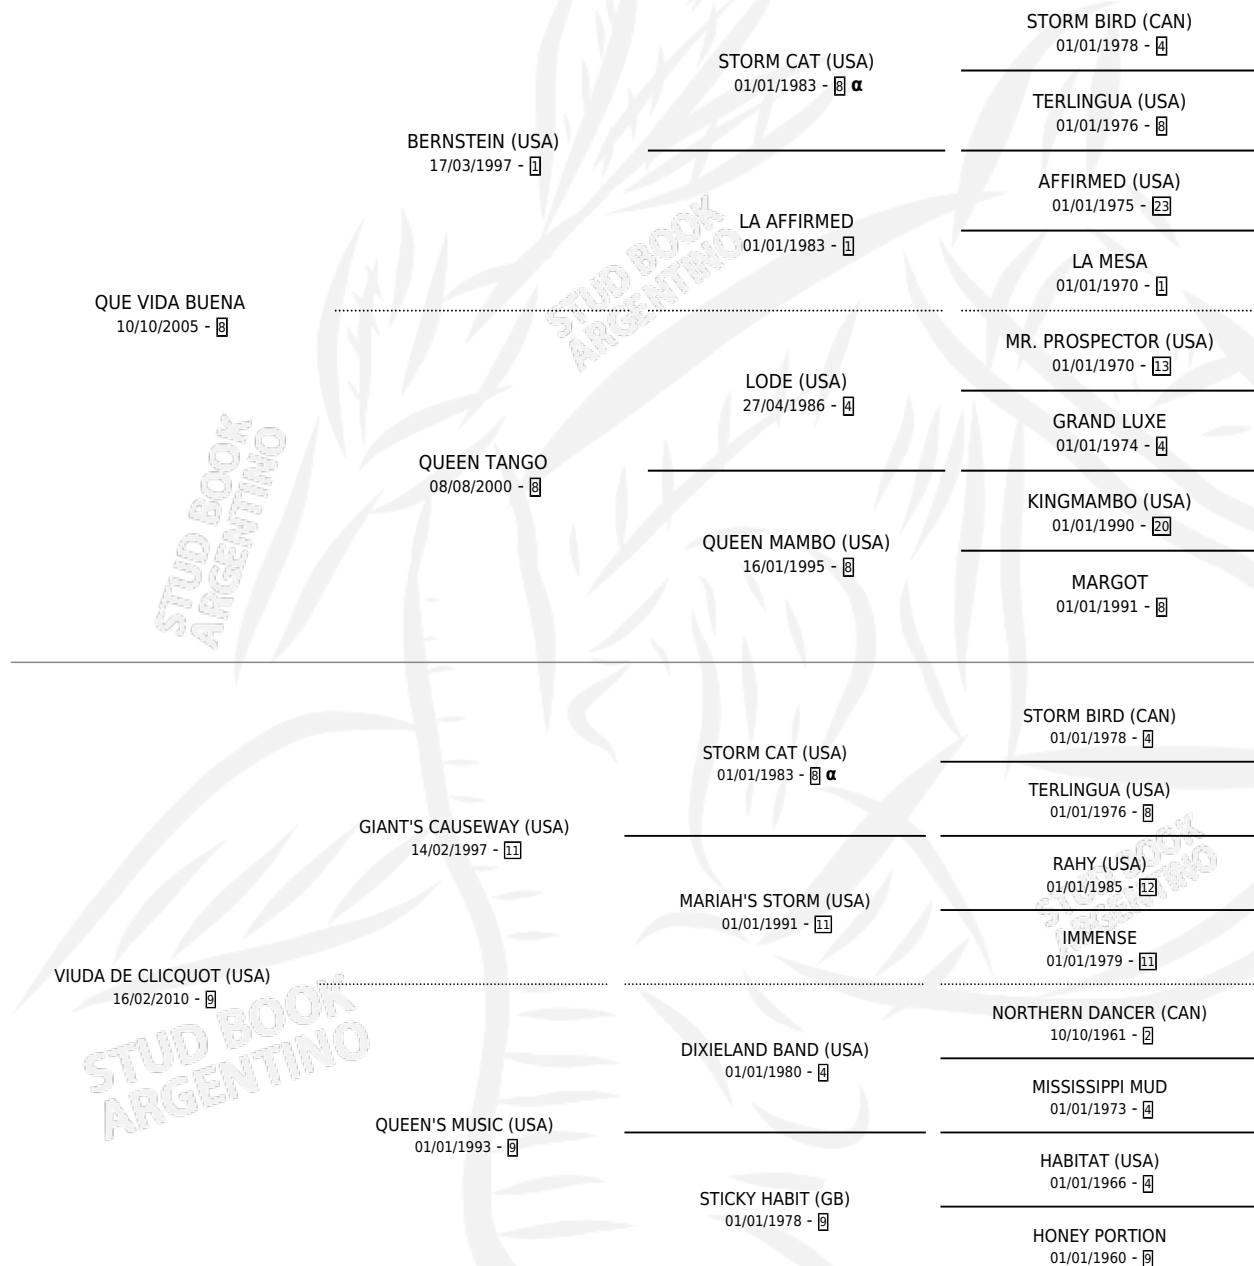 STORM BIRD (CAN)
01/01/1978 - 4
STORM CAT (USA)
01/01/1983 - 8 α
TERLINGUA (USA)
01/01/1976 - 8
BERNSTEIN (USA)
17/03/1997 - 1
AFFIRMED (USA)
01/01/1975 - 23
LA AFFIRMED
01/01/1983 - 1
LA MESA
01/01/1970 - 1
QUE VIDA BUENA
10/10/2005 - 8
MR. PROSPECTOR (USA)
01/01/1970 - 13
LODE (USA)
27/04/1986 - 4
GRAND LUXE
01/01/1974 - 4
QUEEN TANGO
08/08/2000 - 8
KINGMAMBO (USA)
01/01/1990 - 20
QUEEN MAMBO (USA)
16/01/1995 - 8
MARGOT
01/01/1991 - 8
STUD BOOK
ARGENTINO
STUD BOOK
ARGENTINO
STORM BIRD (CAN)
01/01/1978 - 4
STORM CAT (USA)
01/01/1983 - 8 α
TERLINGUA (USA)
01/01/1976 - 8
GIANT'S CAUSEWAY (USA)
14/02/1997 - 11
RAHY (USA)
01/01/1985 - 12
MARIAH'S STORM (USA)
01/01/1991 - 11
IMMENSE
01/01/1979 - 11
VIUDA DE CLICQUOT (USA)
16/02/2010 - 9
NORTHERN DANCER (CAN)
10/10/1961 - 2
DIXIELAND BAND (USA)
01/01/1980 - 4
MISSISSIPPI MUD
01/01/1973 - 4
QUEEN'S MUSIC (USA)
01/01/1993 - 9
HABITAT (USA)
01/01/1966 - 4
STICKY HABIT (GB)
01/01/1978 - 9
HONEY PORTION
01/01/1960 - 9
STUD BOOK
ARGENTINO
STUD BOOK
ARGENTINO